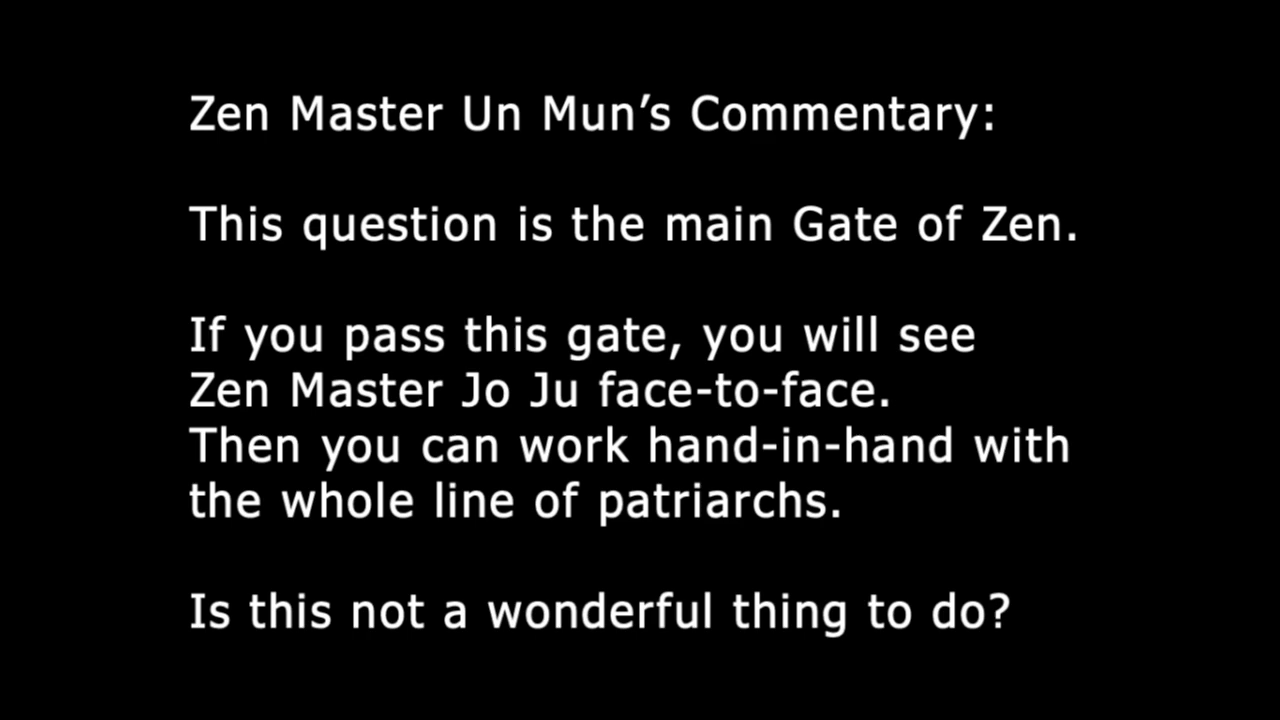 Zen Master Un Mun’s Commentary:
This question is the main Gate of Zen.
If you pass this gate, you will see
Zen Master Jo Ju face-to-face.
Then you can work hand-in-hand with
the whole line of patriarchs.
Is this not a wonderful thing to do?